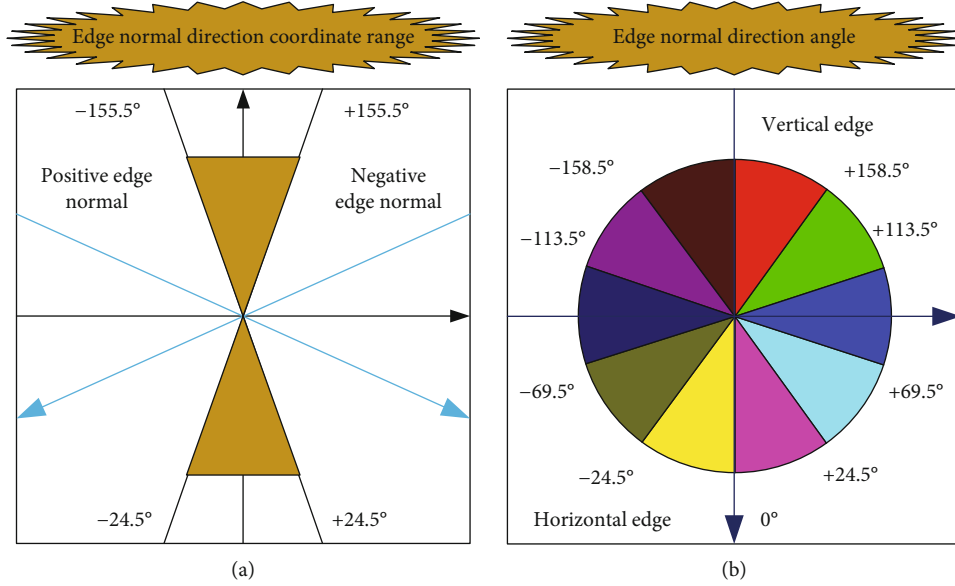 Edge normal direction coordinate range
−155.5°
+155.5°
Positive edge
normal
Negative
edge normal
−24.5°
+24.5°
(a)
Edge normal direction angle
Vertical edge
−158.5°
+158.5°
−113.5°
+113.5°
−69.5°
+69.5°
−24.5°
+24.5°
Horizontal edge
0°
(b)